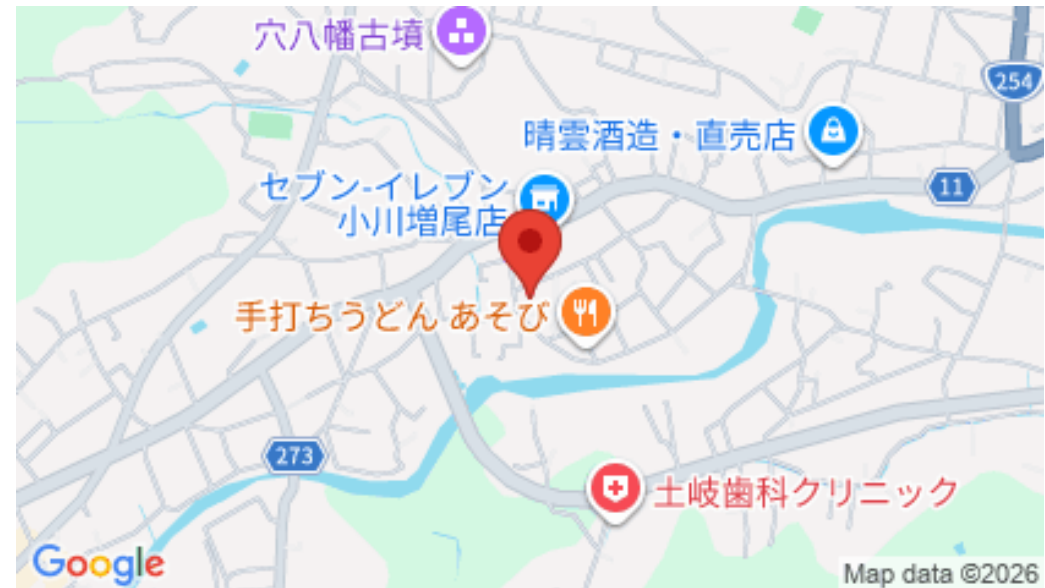 穴八幡古墳
254
晴雲酒造・直売店
セブン-イレブン
小川増尾店
11
手打ちうどん あそび
273
土岐歯科クリニック
Google
Map data ©2026